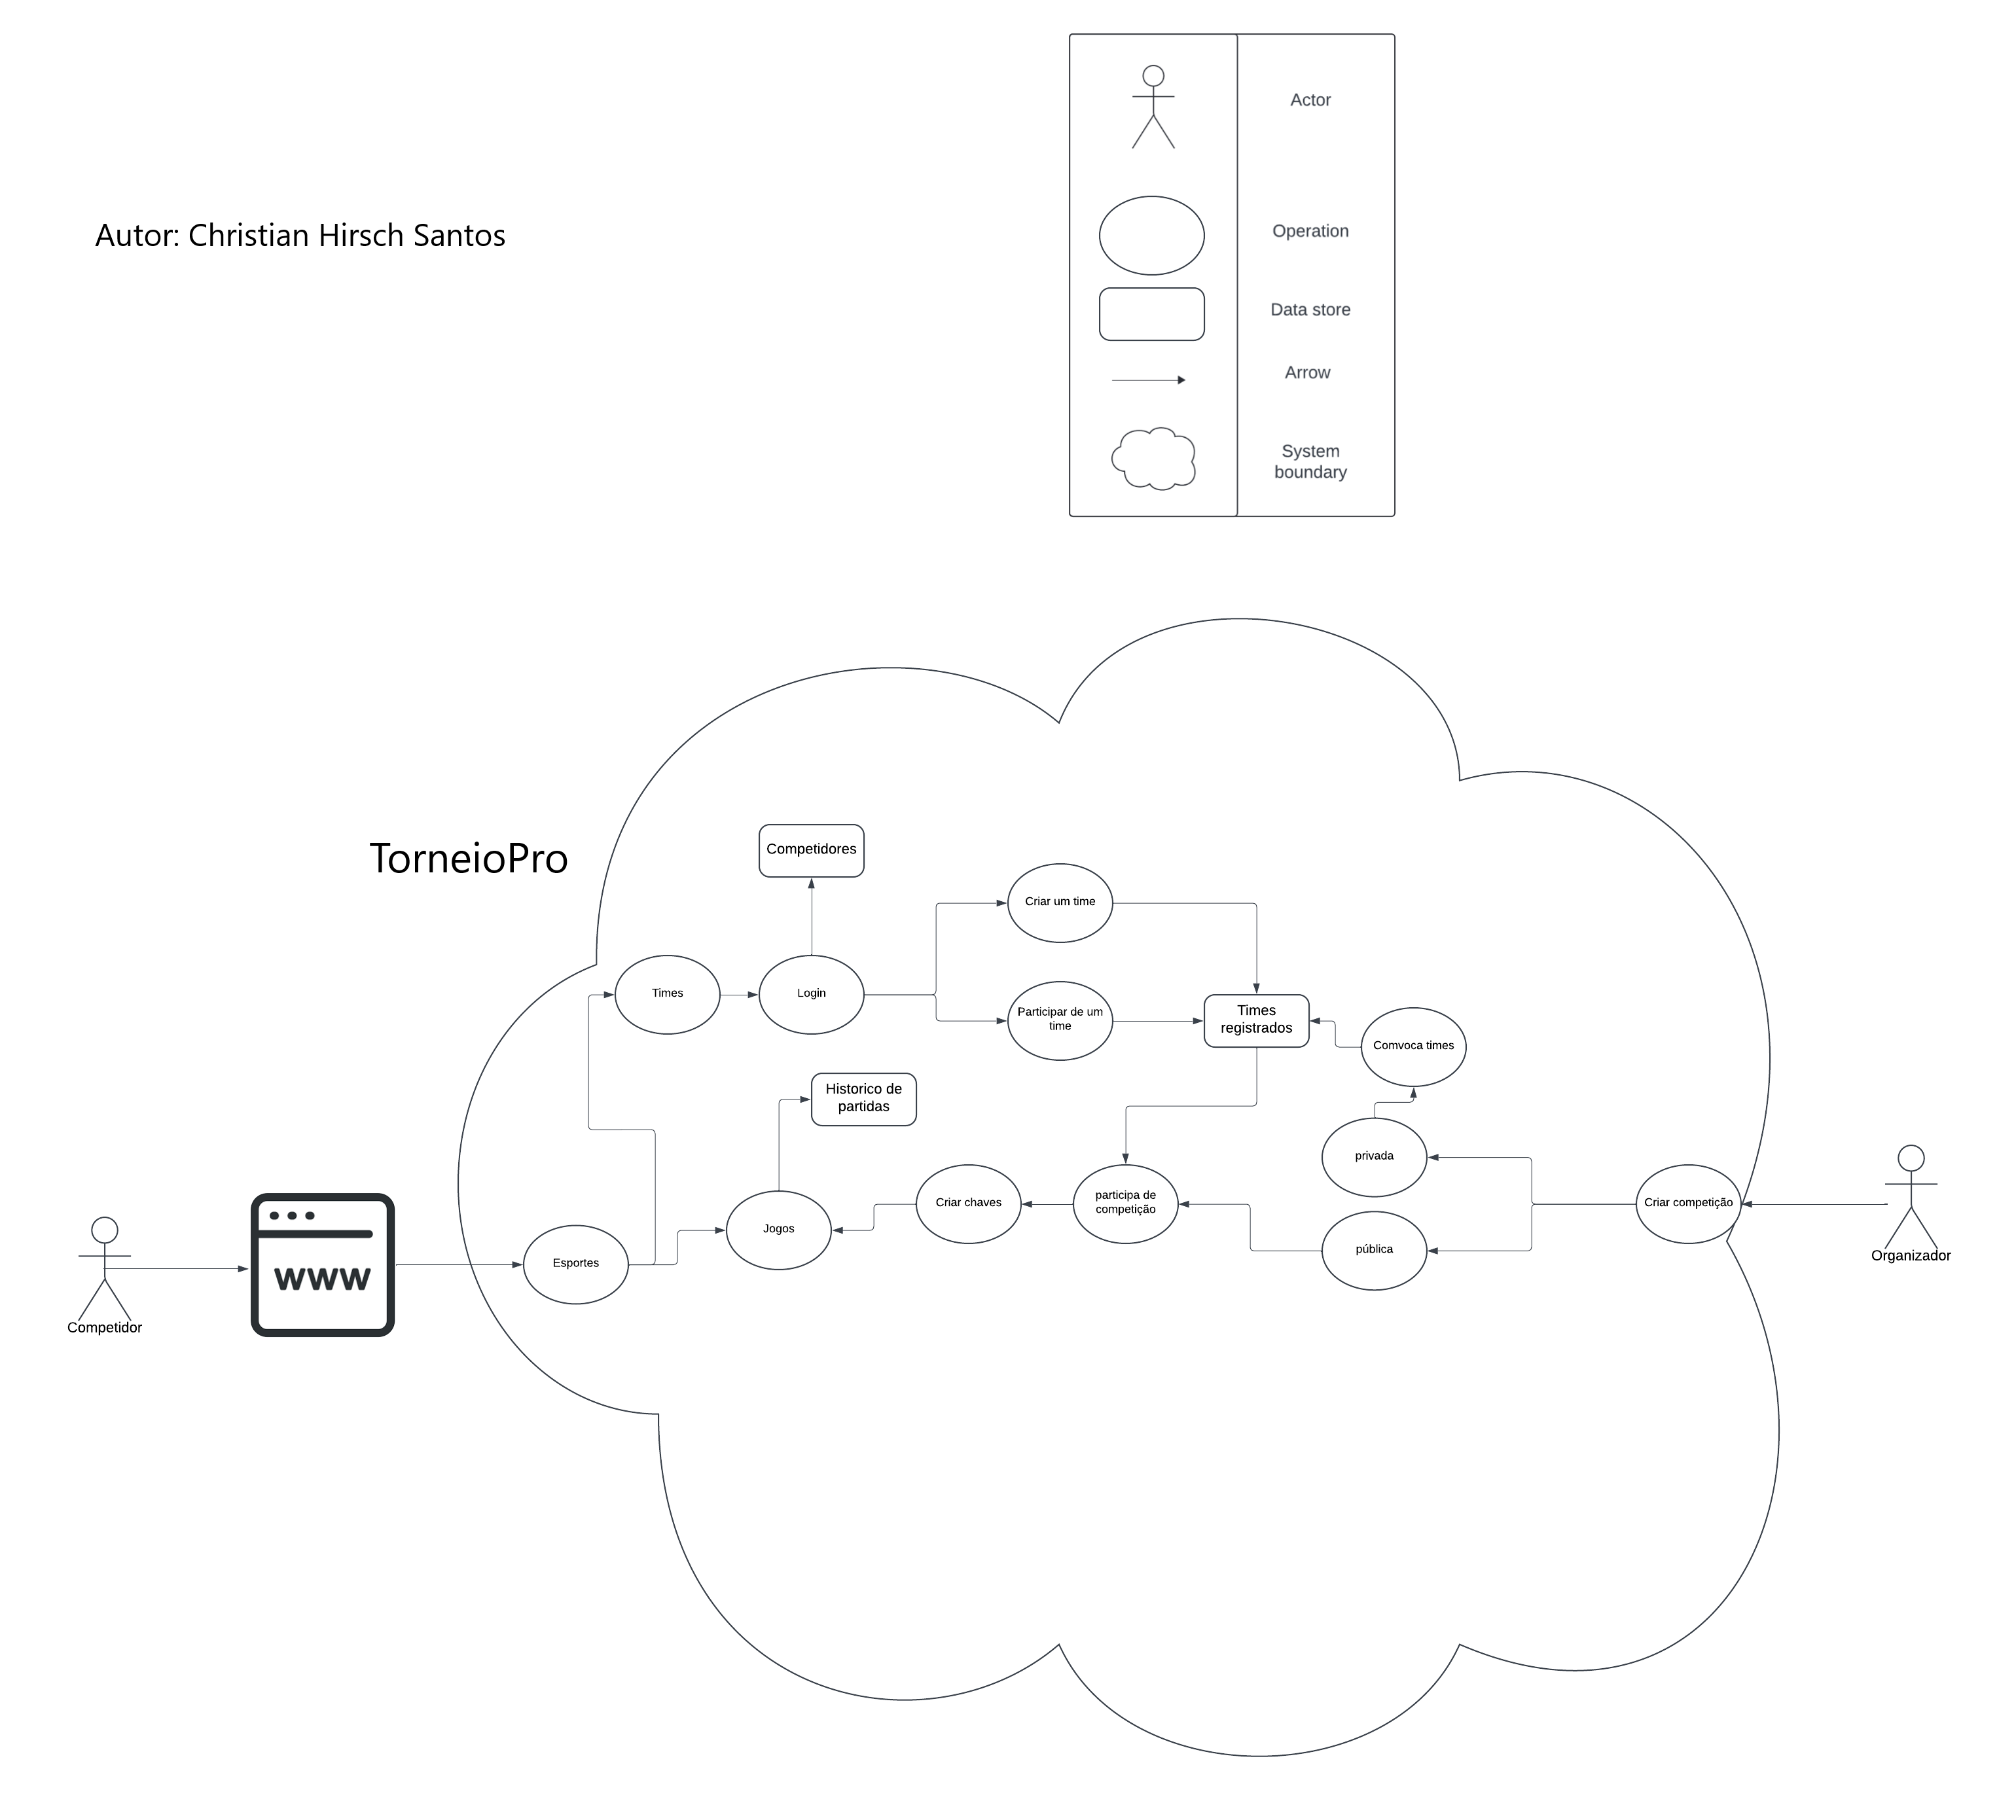 Actor
Autor: Christian Hirsch Santos
Operation
Data store
Arrow
System
boundary
TorneioPro
Competidores
Criar um time
Times
Login
Participar de um
time
Times
registrados
Comvoca times
Historico de
partidas
privada
Criar chaves
participa de
competição
Criar competição
Jogos
pública
Esportes
www
Organizador
Competidor